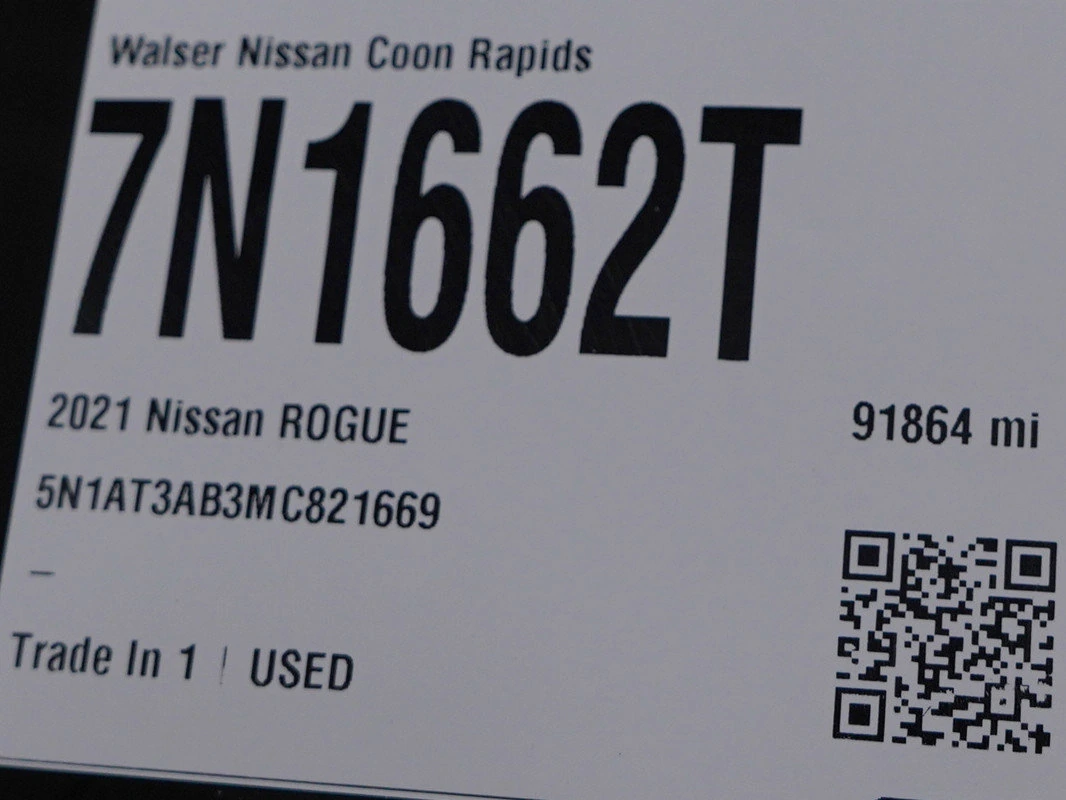 Walser Nissan Coon Rapids
7N1662T
2021 Nissan ROGUE
91864 mi
5N1AT3AB3MC821669
–
Trade In 1 | USED